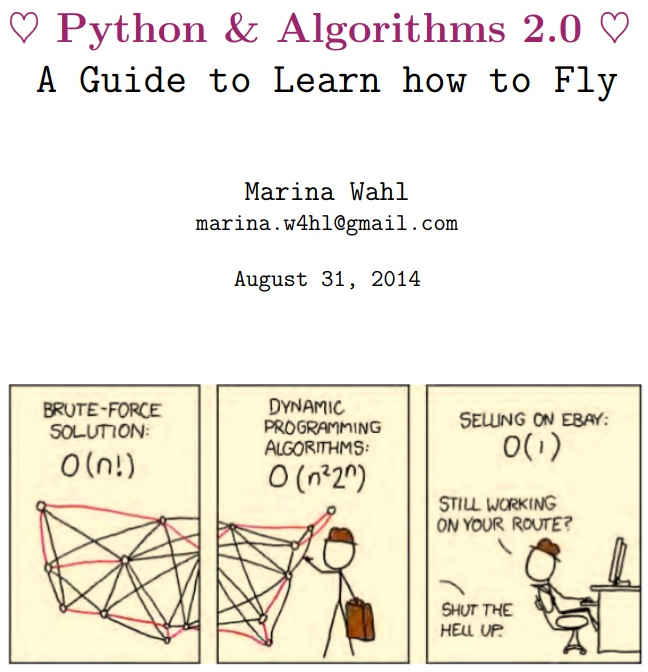 ♡ Python & Algorithms 2.0 ♡
A Guide to Learn how to Fly
Marina Wahl
marina.w4hl@gmail.com
August 31, 2014
BRUTE-FORCE
SOLUTION:
O(n!)
DYNAMIC
PROGRAMMING
ALGORITHMS:
O(n²2ⁿ)
SELLING ON EBAY:
O(1)
STILL WORKING
ON YOUR ROUTE?
SHUT THE
HELL UP.